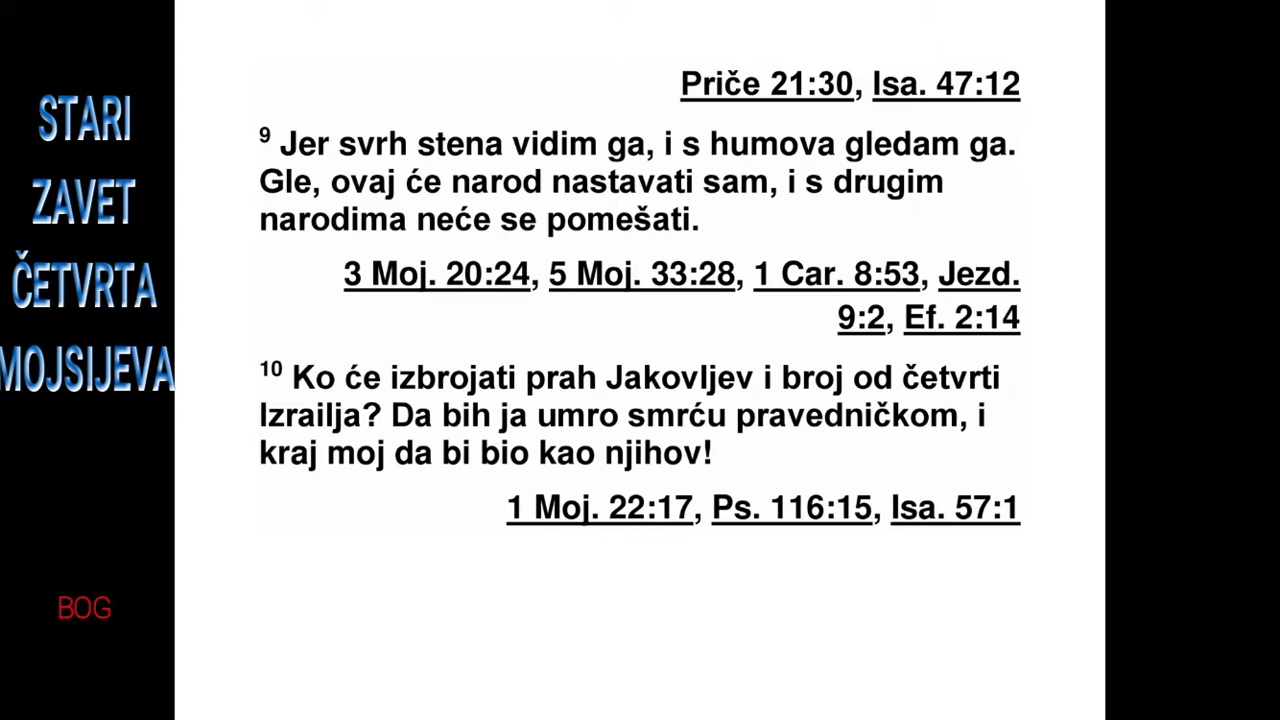 STARI
ZAVET
ČETVRTA
MOJSIJEVA
BOG
Priče 21:30, Isa. 47:12
9 Jer svrh stena vidim ga, i s humova gledam ga.
Gle, ovaj će narod nastavati sam, i s drugim
narodima neće se pomešati.
3 Moj. 20:24, 5 Moj. 33:28, 1 Car. 8:53, Jezd.
9:2, Ef. 2:14
10 Ko će izbrojati prah Jakovljev i broj od četvrti
Izrailja? Da bih ja umro smrću pravedničkom, i
kraj moj da bi bio kao njihov!
1 Moj. 22:17, Ps. 116:15, Isa. 57:1